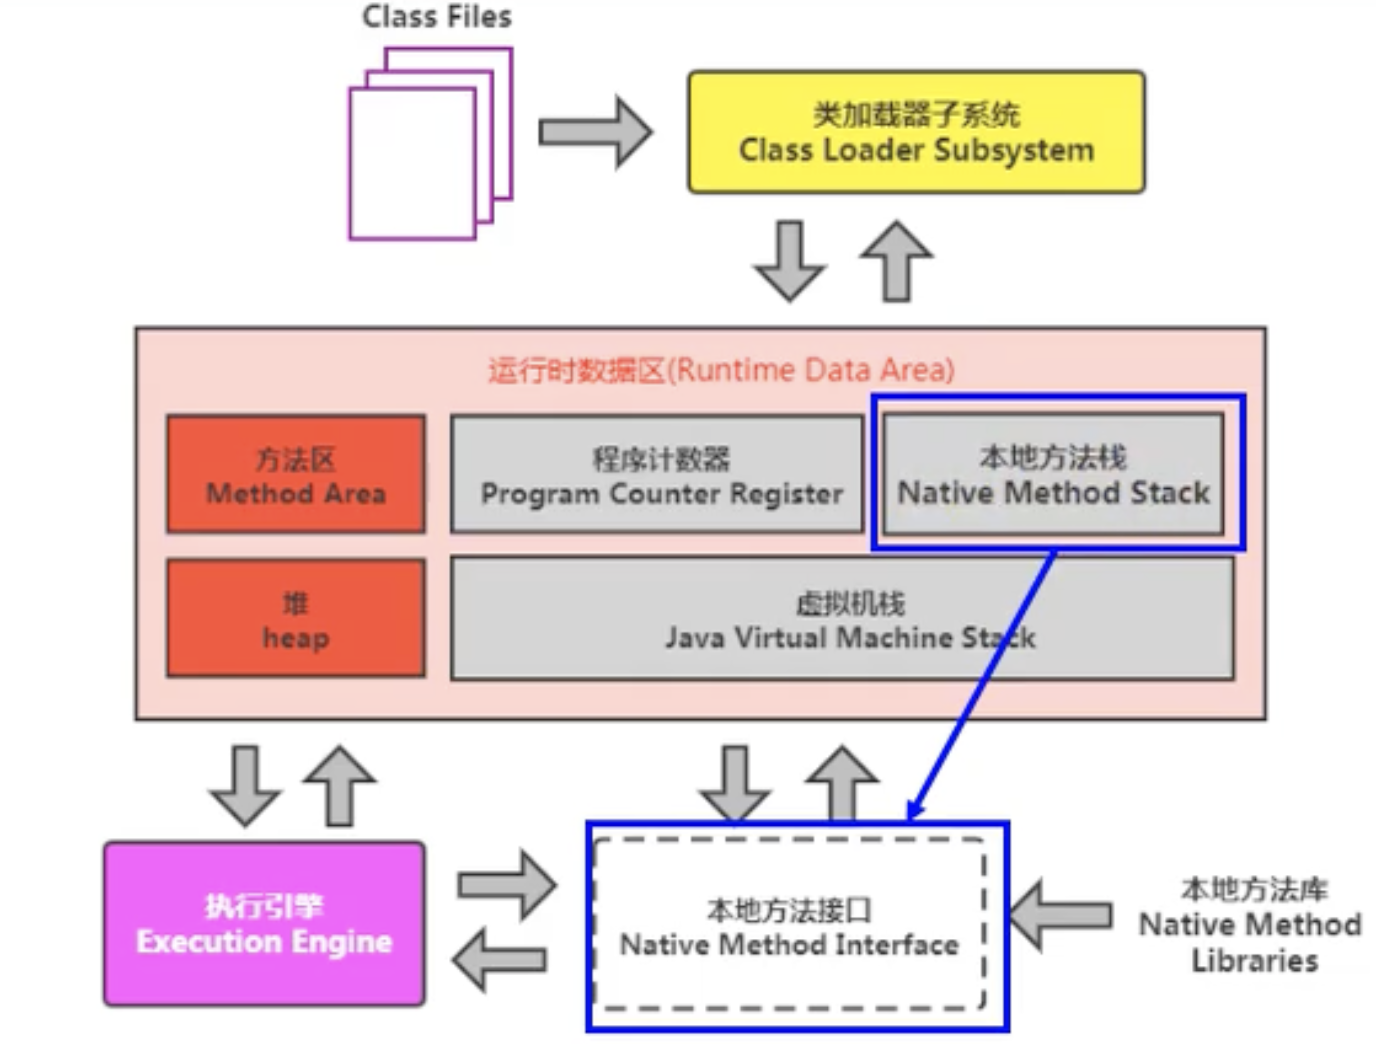 Class Files
类加载器子系统
Class Loader Subsystem
运行时数据区(Runtime Data Area)
方法区
Method Area
程序计数器
Program Counter Register
本地方法栈
Native Method Stack
堆
heap
虚拟机栈
Java Virtual Machine Stack
执行引擎
Execution Engine
本地方法接口
Native Method Interface
本地方法库
Native Method
Libraries